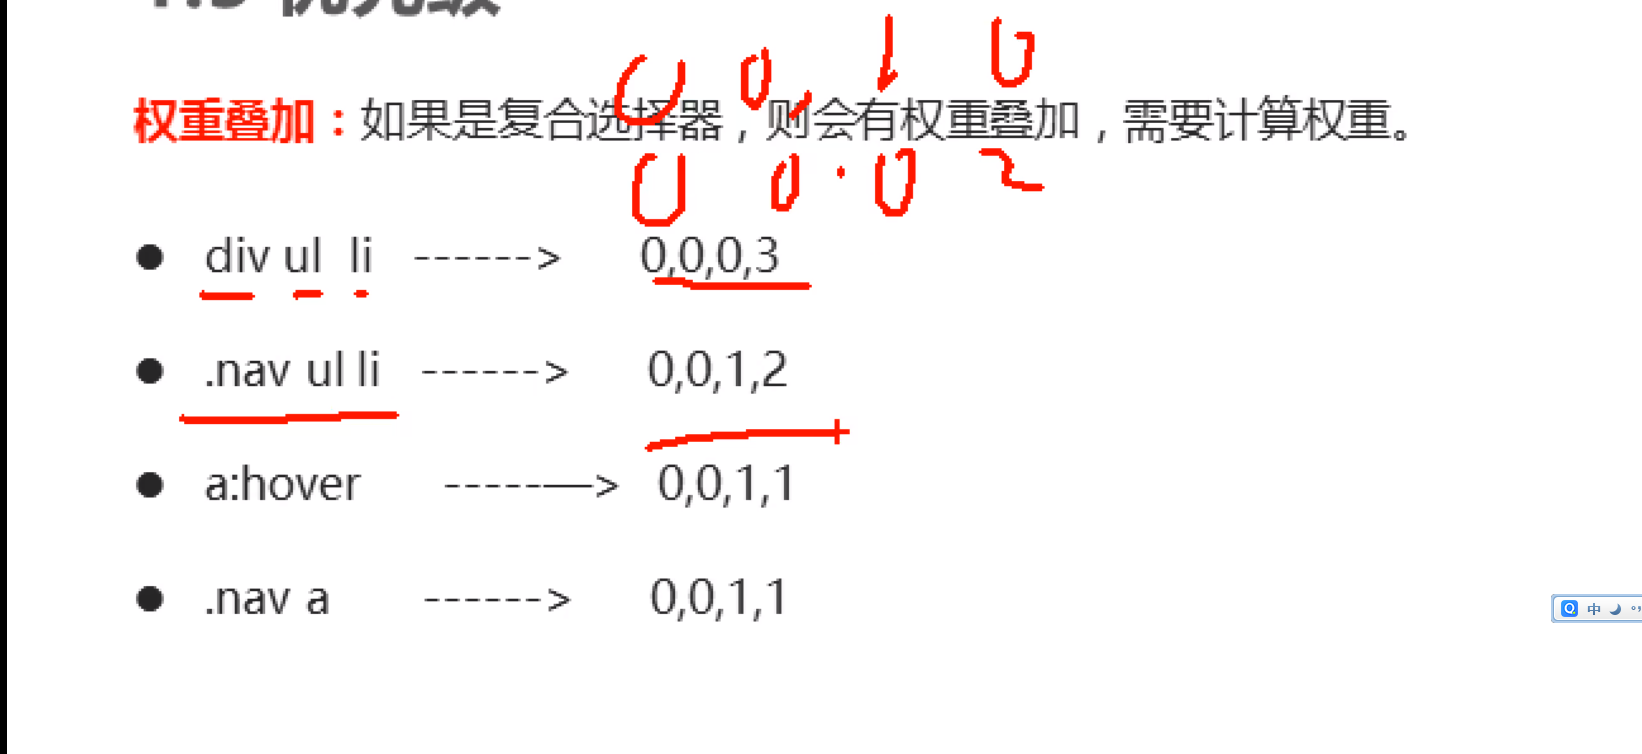 0 0, 1 0
权重叠加：如果是复合选择器，则会有权重叠加，需要计算权重。
0 0 . 0 2
● div ul li ------> 0,0,0,3
● .nav ul li ------> 0,0,1,2
● a:hover -----—> 0,0,1,1
● .nav a ------> 0,0,1,1
中